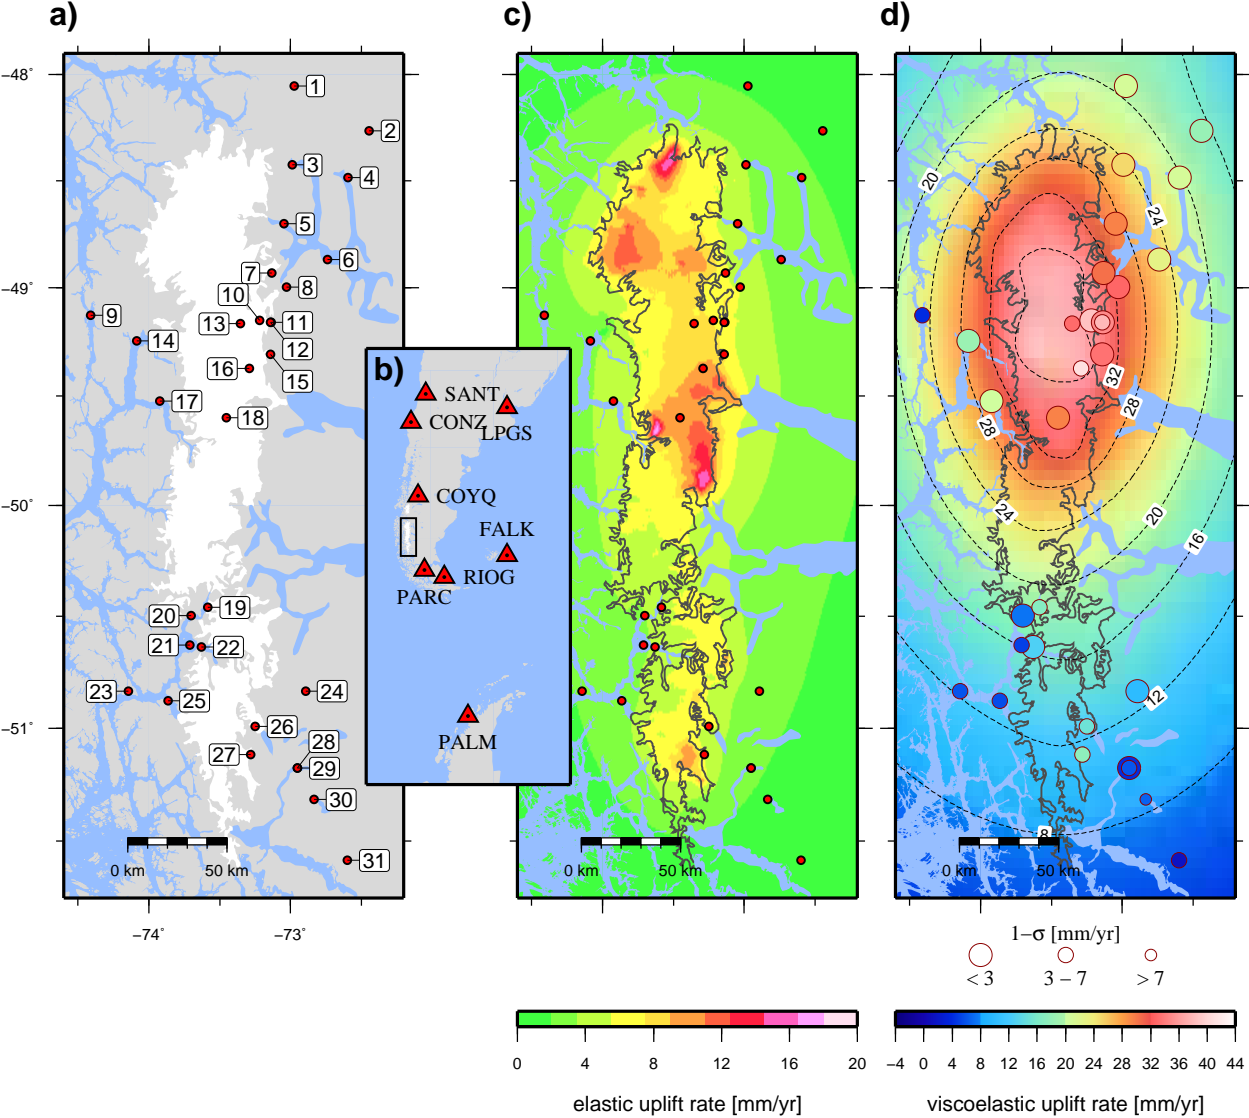 a)
c)
d)
−48°
−49°
−50°
−51°
−74°
−73°
1
2
3
4
5
6
7
8
9
10
11
12
13
14
15
16
17
18
19
20
21
22
23
24
25
26
27
28
29
30
31
0 km 50 km
b)
SANT
CONZ
LPGS
COYQ
FALK
RIOG
PARC
PALM
0 km 50 km
20
24
32
28
28
24
20
16
12
8
0 km 50 km
1−σ [mm/yr]
< 3 3 − 7 > 7
0 4 8 12 16 20
elastic uplift rate [mm/yr]
−4 0 4 8 12 16 20 24 28 32 36 40 44
viscoelastic uplift rate [mm/yr]